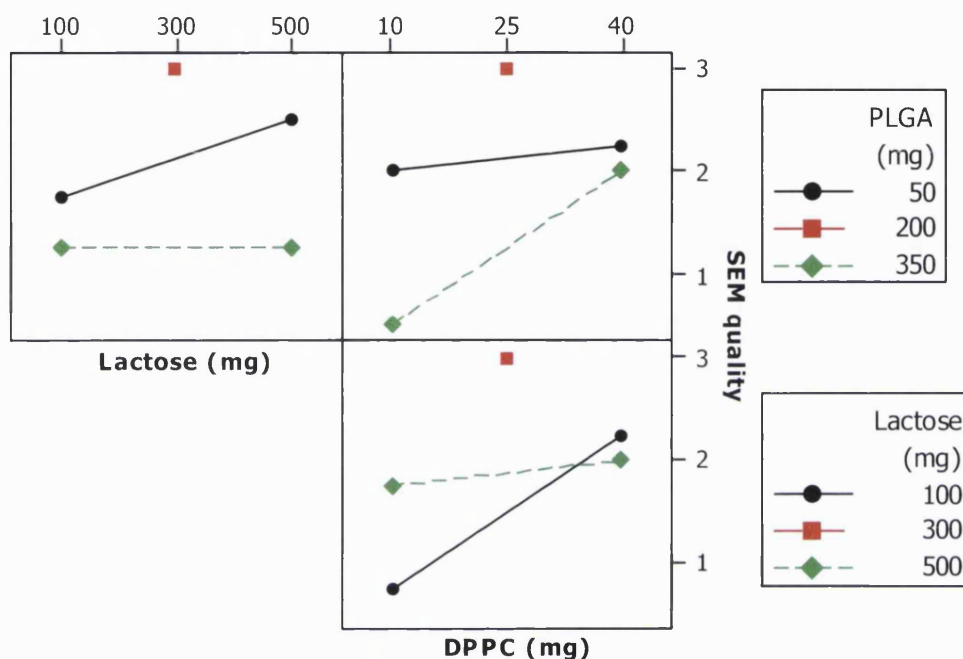 100 300 500 10 25 40
3
2
1
SEM quality
PLGA
(mg)
50
200
350
Lactose (mg)
3
2
1
Lactose
(mg)
100
300
500
DPPC (mg)